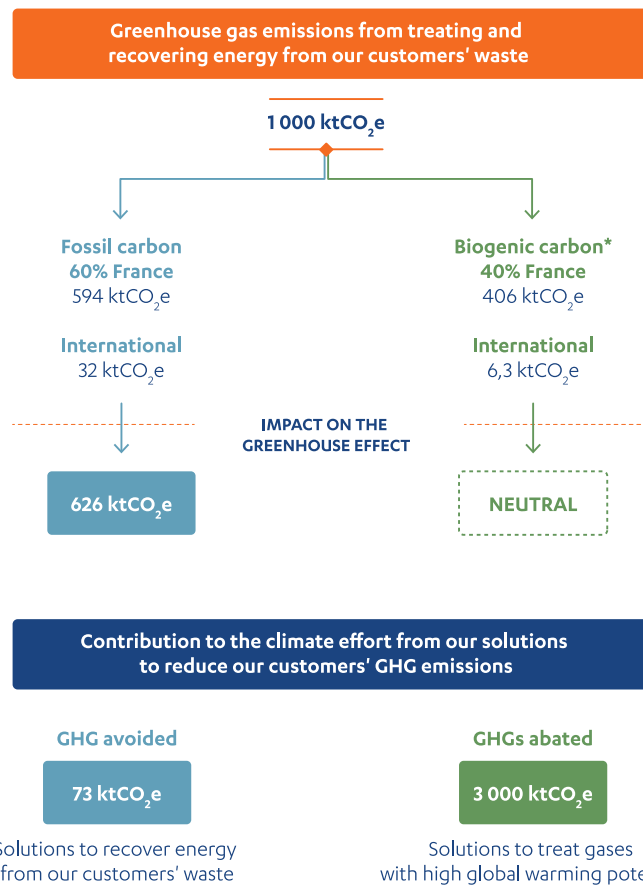 Greenhouse gas emissions from treating and
recovering energy from our customers' waste
1 000 ktCO₂e
Fossil carbon
60% France
594 ktCO₂e
Biogenic carbon*
40% France
406 ktCO₂e
International
32 ktCO₂e
International
6,3 ktCO₂e
IMPACT ON THE
GREENHOUSE EFFECT
626 ktCO₂e
NEUTRAL
Contribution to the climate effort from our solutions
to reduce our customers' GHG emissions
GHG avoided
73 ktCO₂e
Solutions to recover energy
from our customers' waste
GHGs abated
3 000 ktCO₂e
Solutions to treat gases
with high global warming